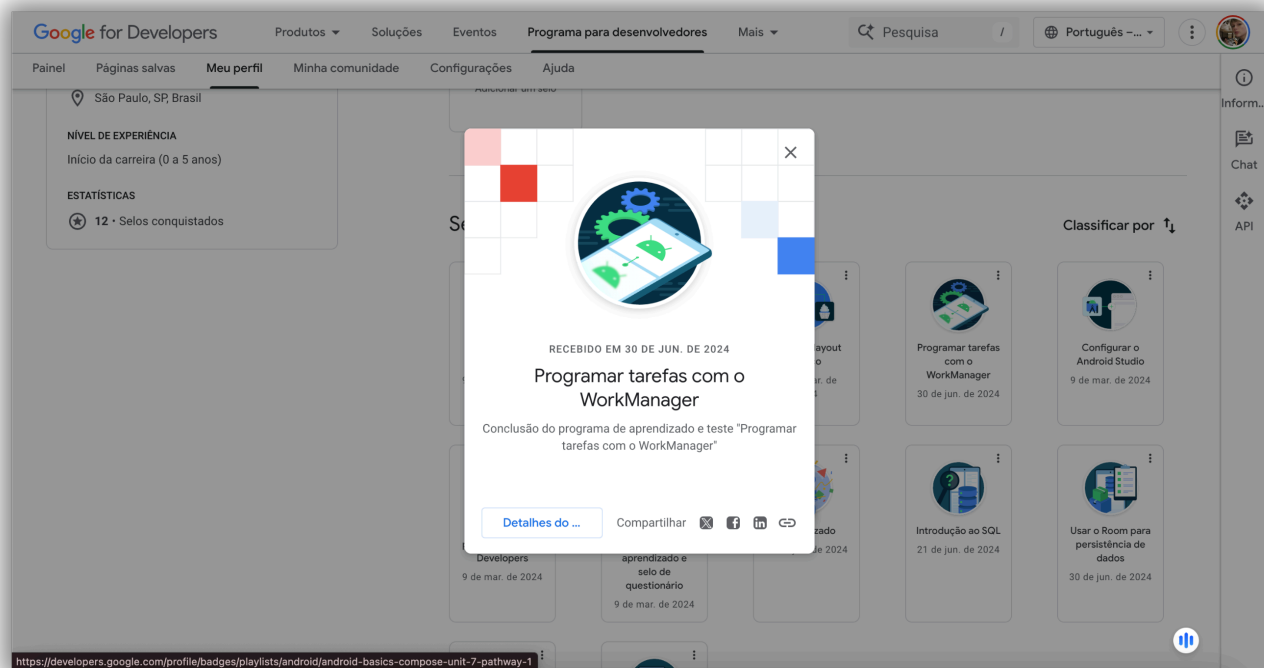 Google for Developers
Produtos
Soluções
Eventos
Programa para desenvolvedores
Mais
Pesquisa
/
Português –...
Painel
Páginas salvas
Meu perfil
Minha comunidade
Configurações
Ajuda
São Paulo, SP, Brasil
NÍVEL DE EXPERIÊNCIA
Início da carreira (0 a 5 anos)
ESTATÍSTICAS
12 • Selos conquistados
Adicionar um selo
Inform...
Chat
API
Classificar por
RECEBIDO EM 30 DE JUN. DE 2024
Programar tarefas com o
WorkManager
Conclusão do programa de aprendizado e teste "Programar
tarefas com o WorkManager"
Detalhes do ...
Compartilhar
Programar tarefas
com o
WorkManager
30 de jun. de 2024
Configurar o
Android Studio
9 de mar. de 2024
Developers
9 de mar. de 2024
aprendizado e
selo de
questionário
9 de mar. de 2024
de 2024
Introdução ao SQL
21 de jun. de 2024
Usar o Room para
persistência de
dados
30 de jun. de 2024
https://developers.google.com/profile/badges/playlists/android/android-basics-compose-unit-7-pathway-1